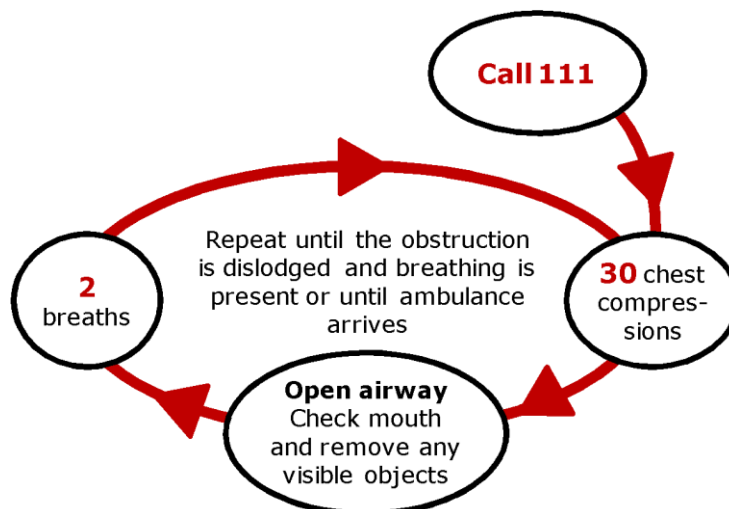 Call 111
Repeat until the obstruction
is dislodged and breathing is
present or until ambulance
arrives
30 chest
compres-
sions
Open airway
Check mouth
and remove any
visible objects
2
breaths